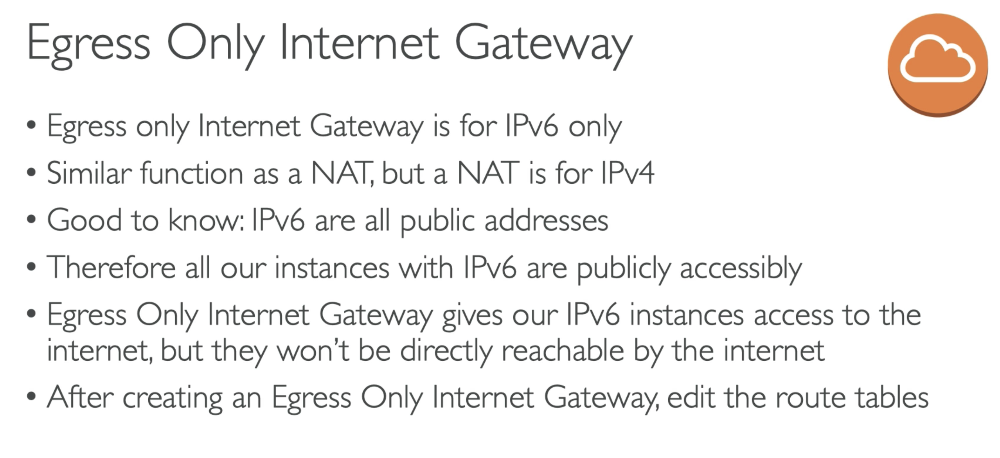 Egress Only Internet Gateway
• Egress only Internet Gateway is for IPv6 only
• Similar function as a NAT, but a NAT is for IPv4
• Good to know: IPv6 are all public addresses
• Therefore all our instances with IPv6 are publicly accessibly
• Egress Only Internet Gateway gives our IPv6 instances access to the
internet, but they won't be directly reachable by the internet
• After creating an Egress Only Internet Gateway, edit the route tables